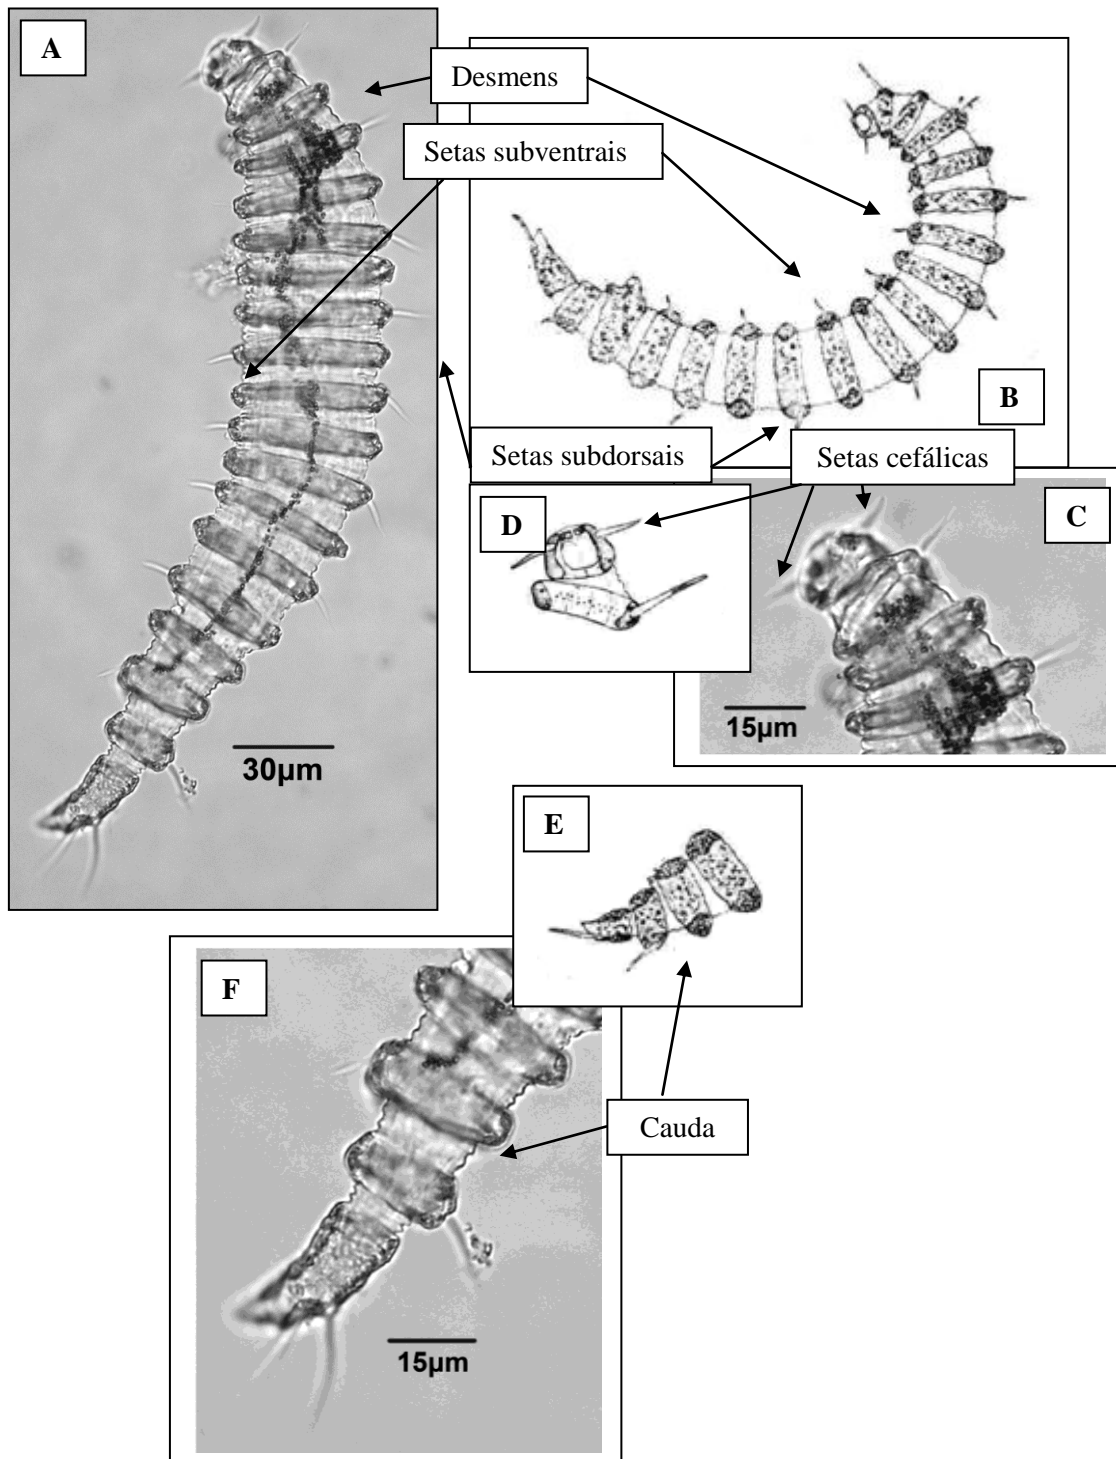 A
Desmens
Setas subventrais
B
Setas subdorsais
Setas cefálicas
D
C
15µm
30µm
E
F
Cauda
15µm